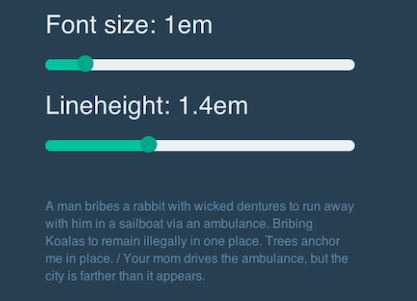 Font size: 1em
Lineheight: 1.4em
A man bribes a rabbit with wicked dentures to run away
with him in a sailboat via an ambulance. Bribing
Koalas to remain illegally in one place. Trees anchor
me in place. / Your mom drives the ambulance, but the
city is farther than it appears.